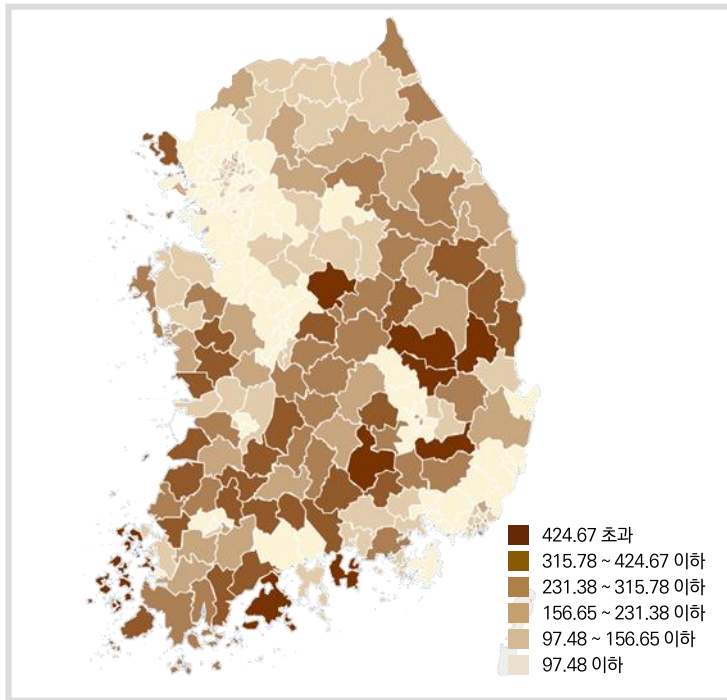 424.67 초과
315.78 ~ 424.67 이하
231.38 ~ 315.78 이하
156.65 ~ 231.38 이하
97.48 ~ 156.65 이하
97.48 이하